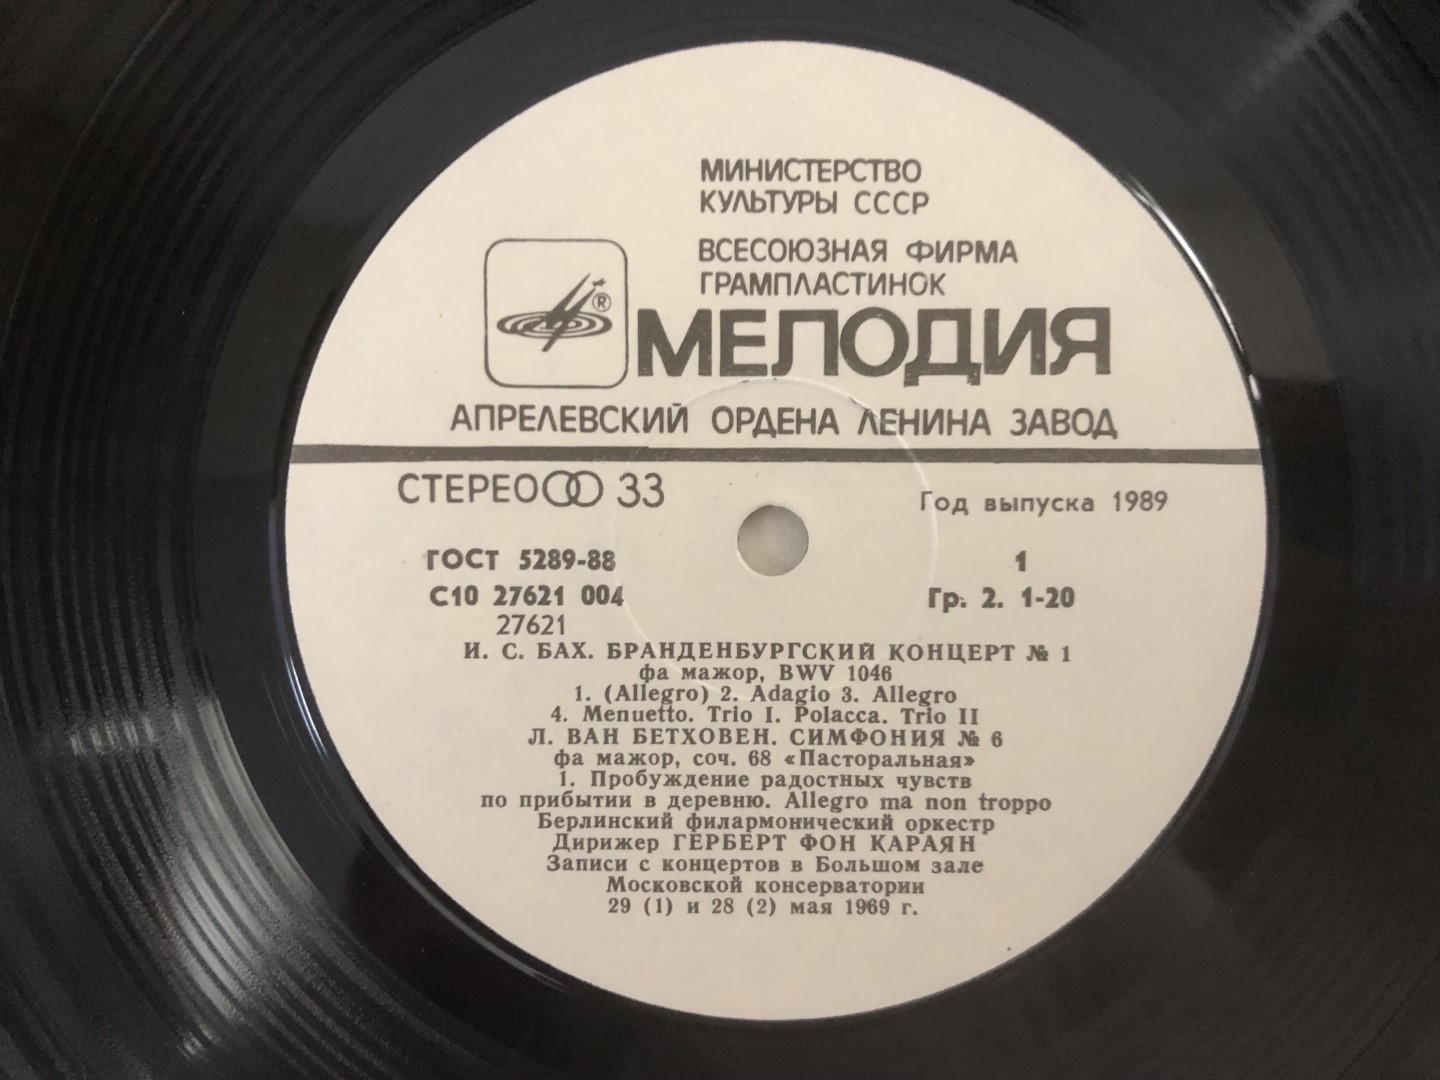 МИНИСТЕРСТВО
КУЛЬТУРЫ СССР
ВСЕСОЮЗНАЯ ФИРМА
ГРАМПЛАСТИНОК
®
МЕЛОДИЯ
АПРЕЛЕВСКИЙ ОРДЕНА ЛЕНИНА ЗАВОД
СТЕРЕО 33
Год выпуска 1989
ГОСТ 5289-88
1
С10 27621 004
Гр. 2. 1-20
27621
И. С. БАХ. БРАНДЕНБУРГСКИЙ КОНЦЕРТ № 1
фа мажор, BWV 1046
1. (Allegro) 2. Adagio 3. Allegro
4. Menuetto. Trio I. Polacca. Trio II
Л. ВАН БЕТХОВЕН. СИМФОНИЯ № 6
фа мажор, соч. 68 «Пасторальная»
1. Пробуждение радостных чувств
по прибытии в деревню. Allegro ma non troppo
Берлинский филармонический оркестр
Дирижер ГЕРБЕРТ ФОН КАРАЯН
Записи с концертов в Большом зале
Московской консерватории
29 (1) и 28 (2) мая 1969 г.